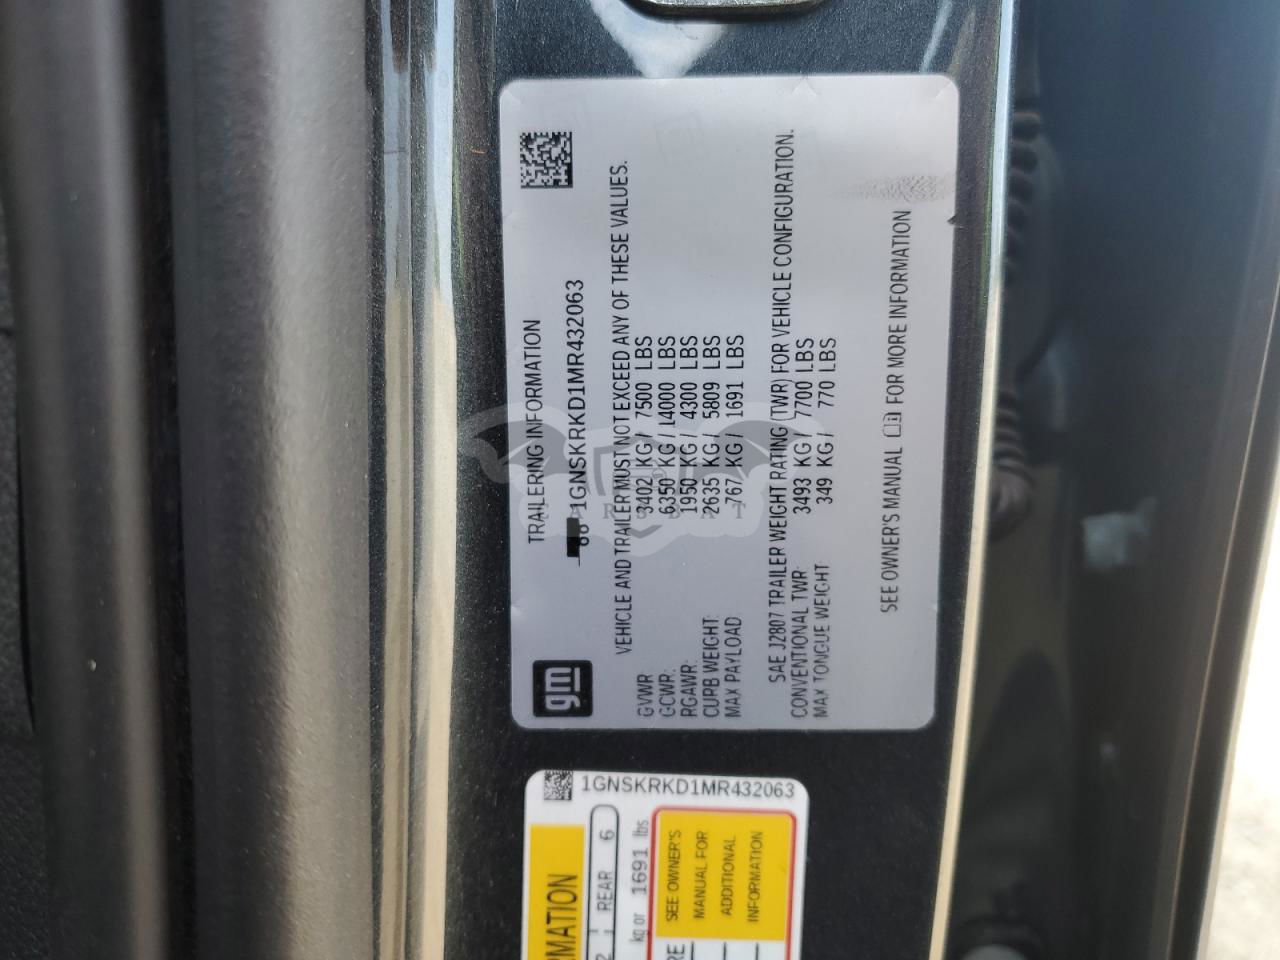 TRAILERING INFORMATION
1GNSKRKD1MR432063
gm
VEHICLE AND TRAILER MUST NOT EXCEED ANY OF THESE VALUES.
GVWR: 3402 KG / 7500 LBS
GCWR: 6350 KG / 14000 LBS
RGAWR: 1950 KG / 4300 LBS
CURB WEIGHT: 2635 KG / 5809 LBS
MAX PAYLOAD: 767 KG / 1691 LBS
SAE J2807 TRAILER WEIGHT RATING (TWR) FOR VEHICLE CONFIGURATION.
CONVENTIONAL TWR: 3493 KG / 7700 LBS
MAX TONGUE WEIGHT 349 KG / 770 LBS
SEE OWNER'S MANUAL FOR MORE INFORMATION
CARSBAT
1GNSKRKD1MR432063
REAR 6
kg or 1691 lbs
SEE OWNER'S
MANUAL FOR
ADDITIONAL
INFORMATION